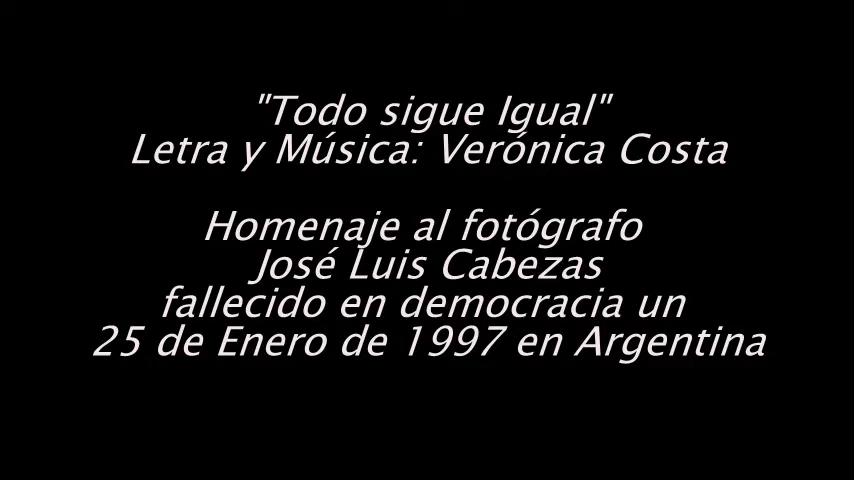 "Todo sigue Igual"
Letra y Música: Verónica Costa
Homenaje al fotógrafo
José Luis Cabezas
fallecido en democracia un
25 de Enero de 1997 en Argentina